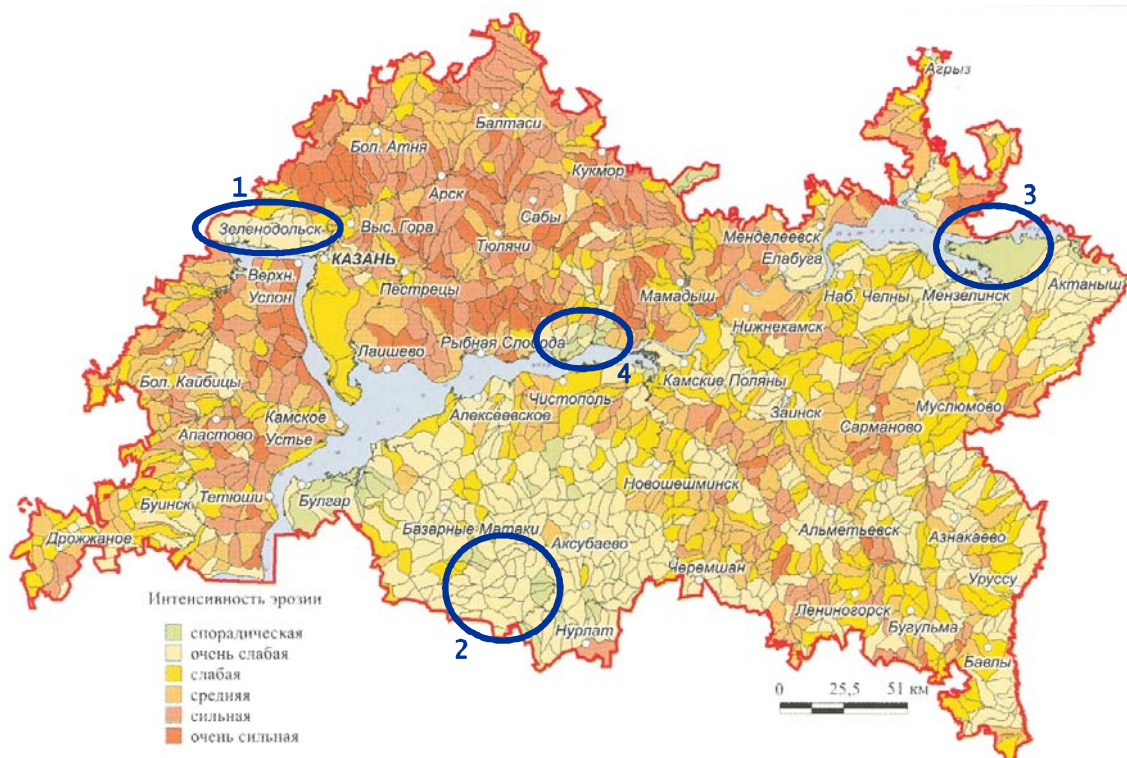 Агрыз
Балтаси
Бол. Атня
Кукмор
Арск
1
3
Сабы
Зеленодольск
Выс. Гора
Менделеевск
Тюлячи
КАЗАНЬ
Елабуга
Верхн.
Услон
Пестрецы
Мамадыш
Наб. Челны
Мензелинск
Актаныш
Нижнекамск
Рыбная Слобода
Лаишево
4
Бол. Кайбицы
Камские Поляны
Чистополь
Заинск
Муслюмово
Алексеевское
Камское
Устье
Апастово
Сарманово
Новошешминск
Буинск
Тетюши
Булгар
Базарные Матаки
Альметьевск
Азнакаево
Дрожжаное
Аксубаево
Черемшан
Уруссу
Интенсивность эрозии
Лениногорск
Бугульма
Нурлат
спорадическая
2
очень слабая
Бавлы
слабая
средняя
0 25,5 51 км
сильная
очень сильная